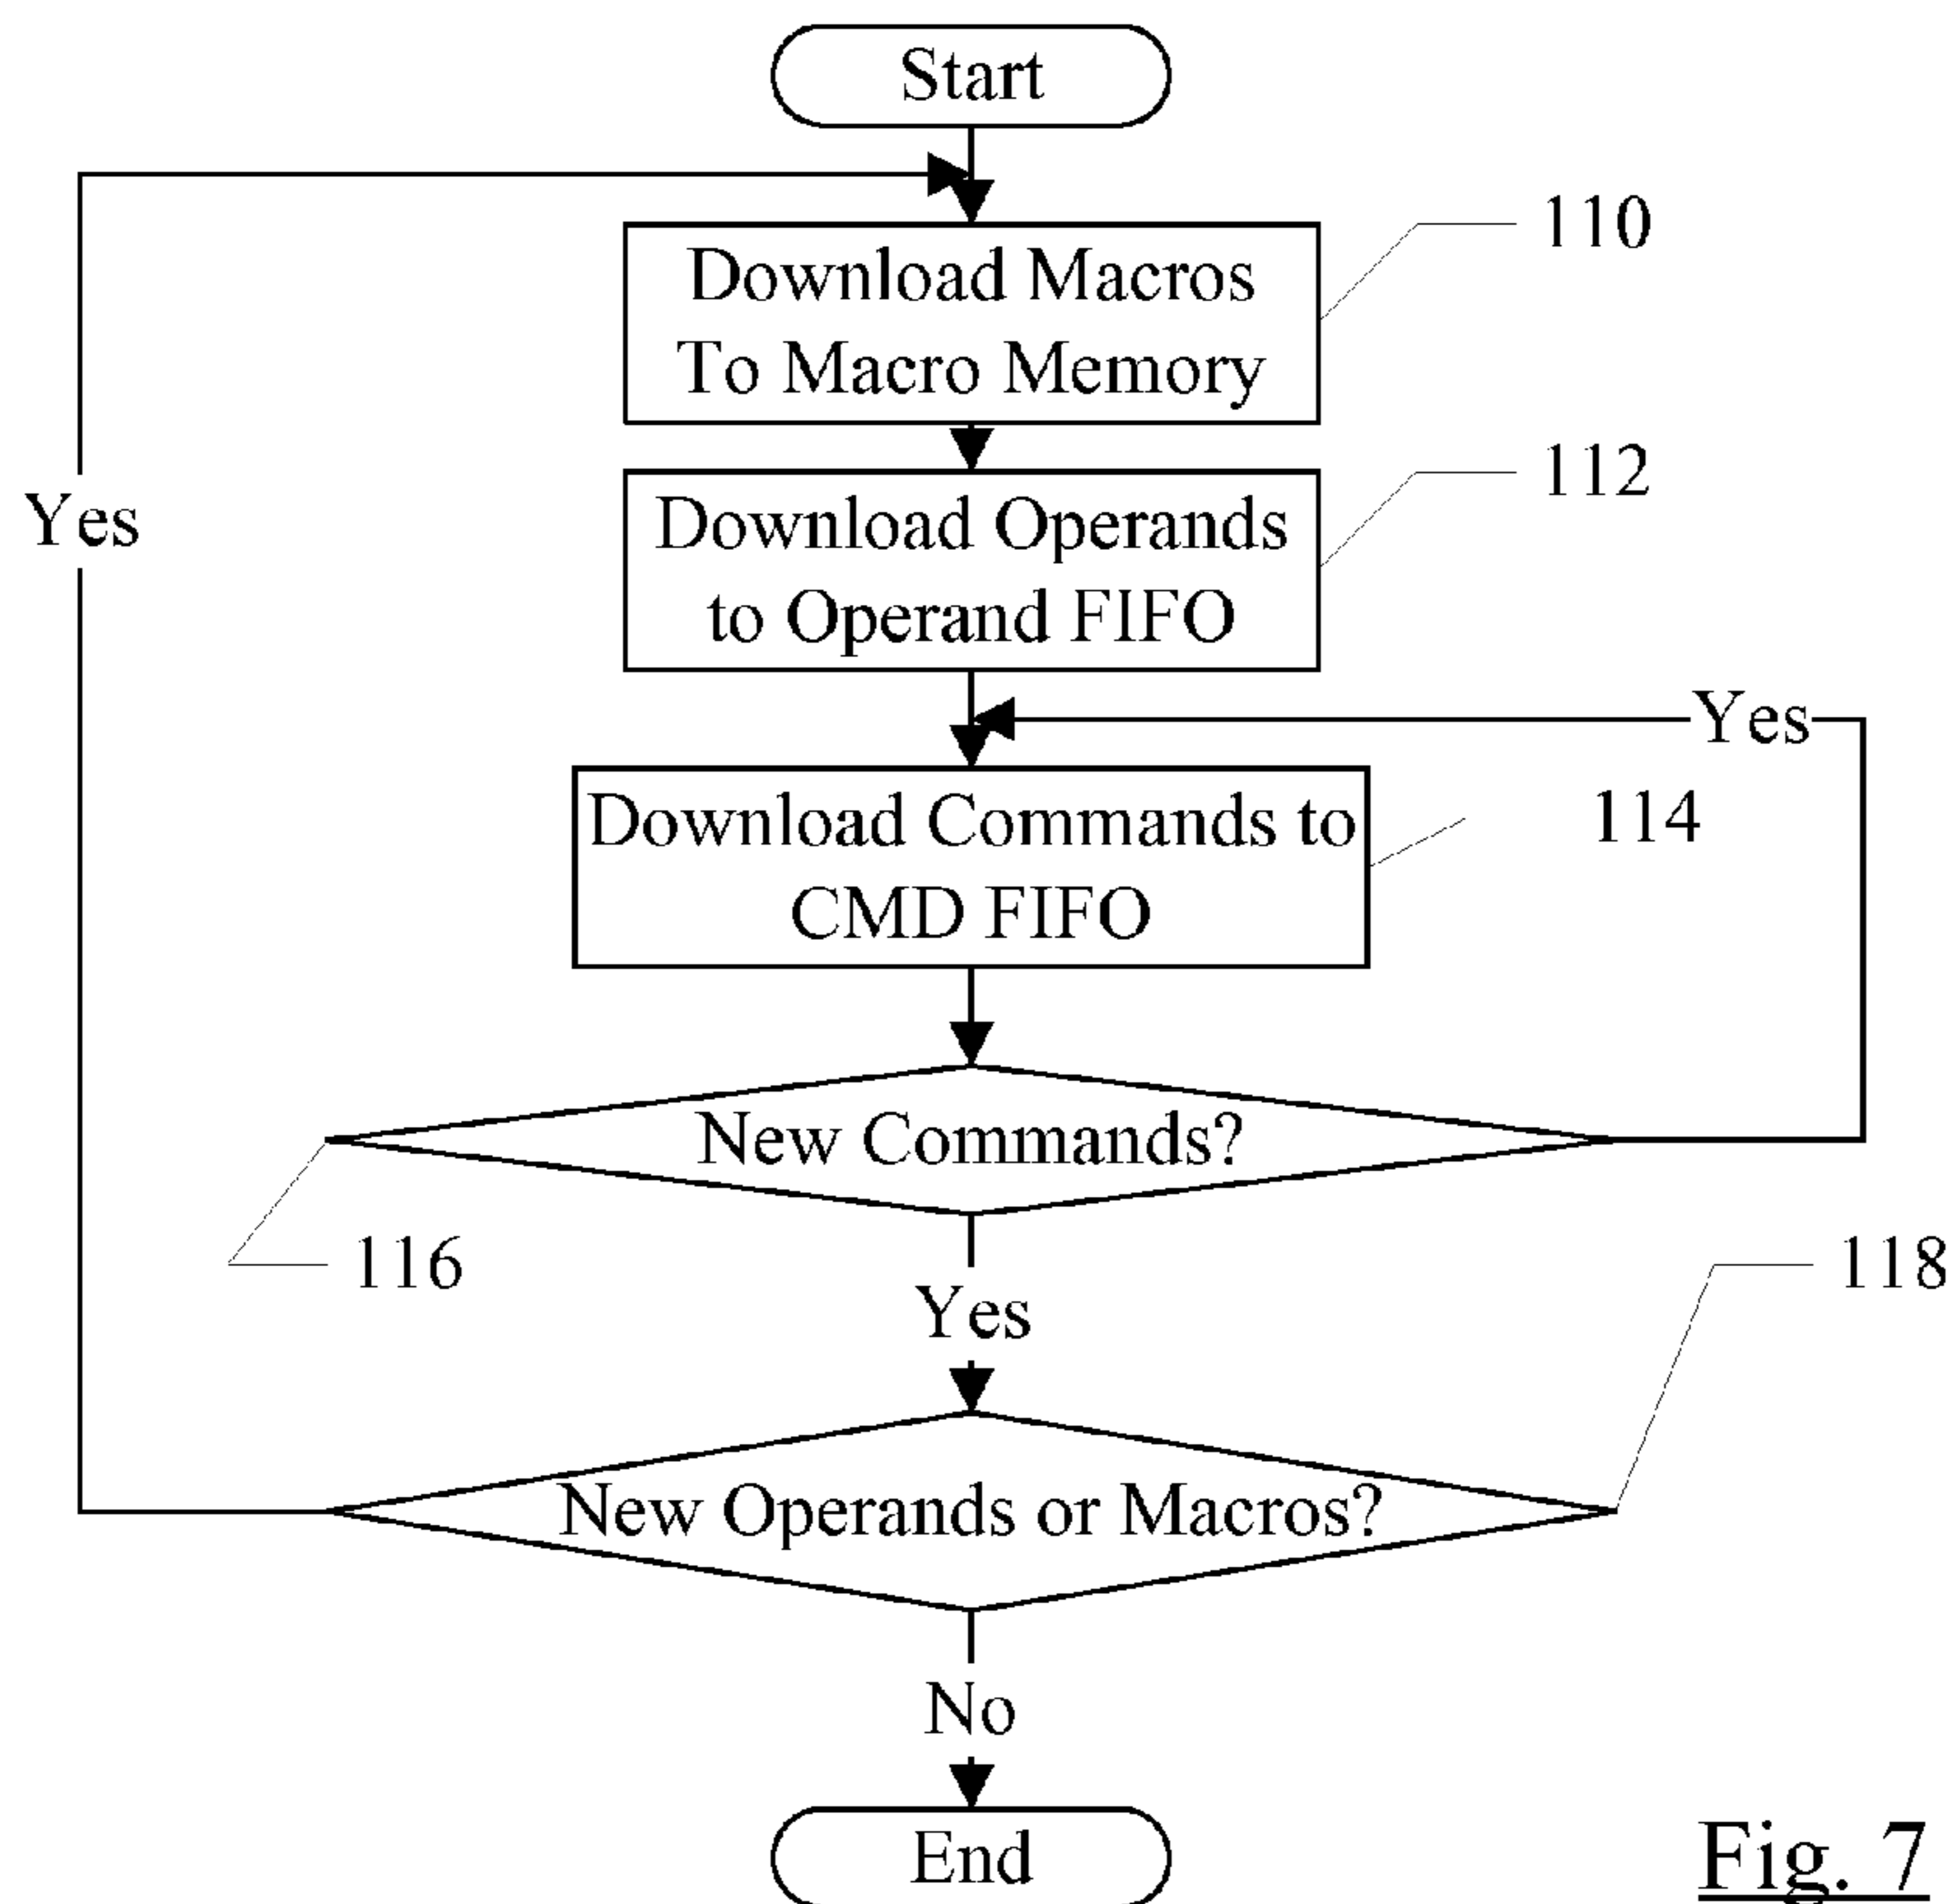 Start
110
Download Macros
To Macro Memory
112
Yes
Download Operands
to Operand FIFO
Yes
114
Download Commands to
CMD FIFO
New Commands?
116
118
Yes
New Operands or Macros?
No
End
Fig. 7